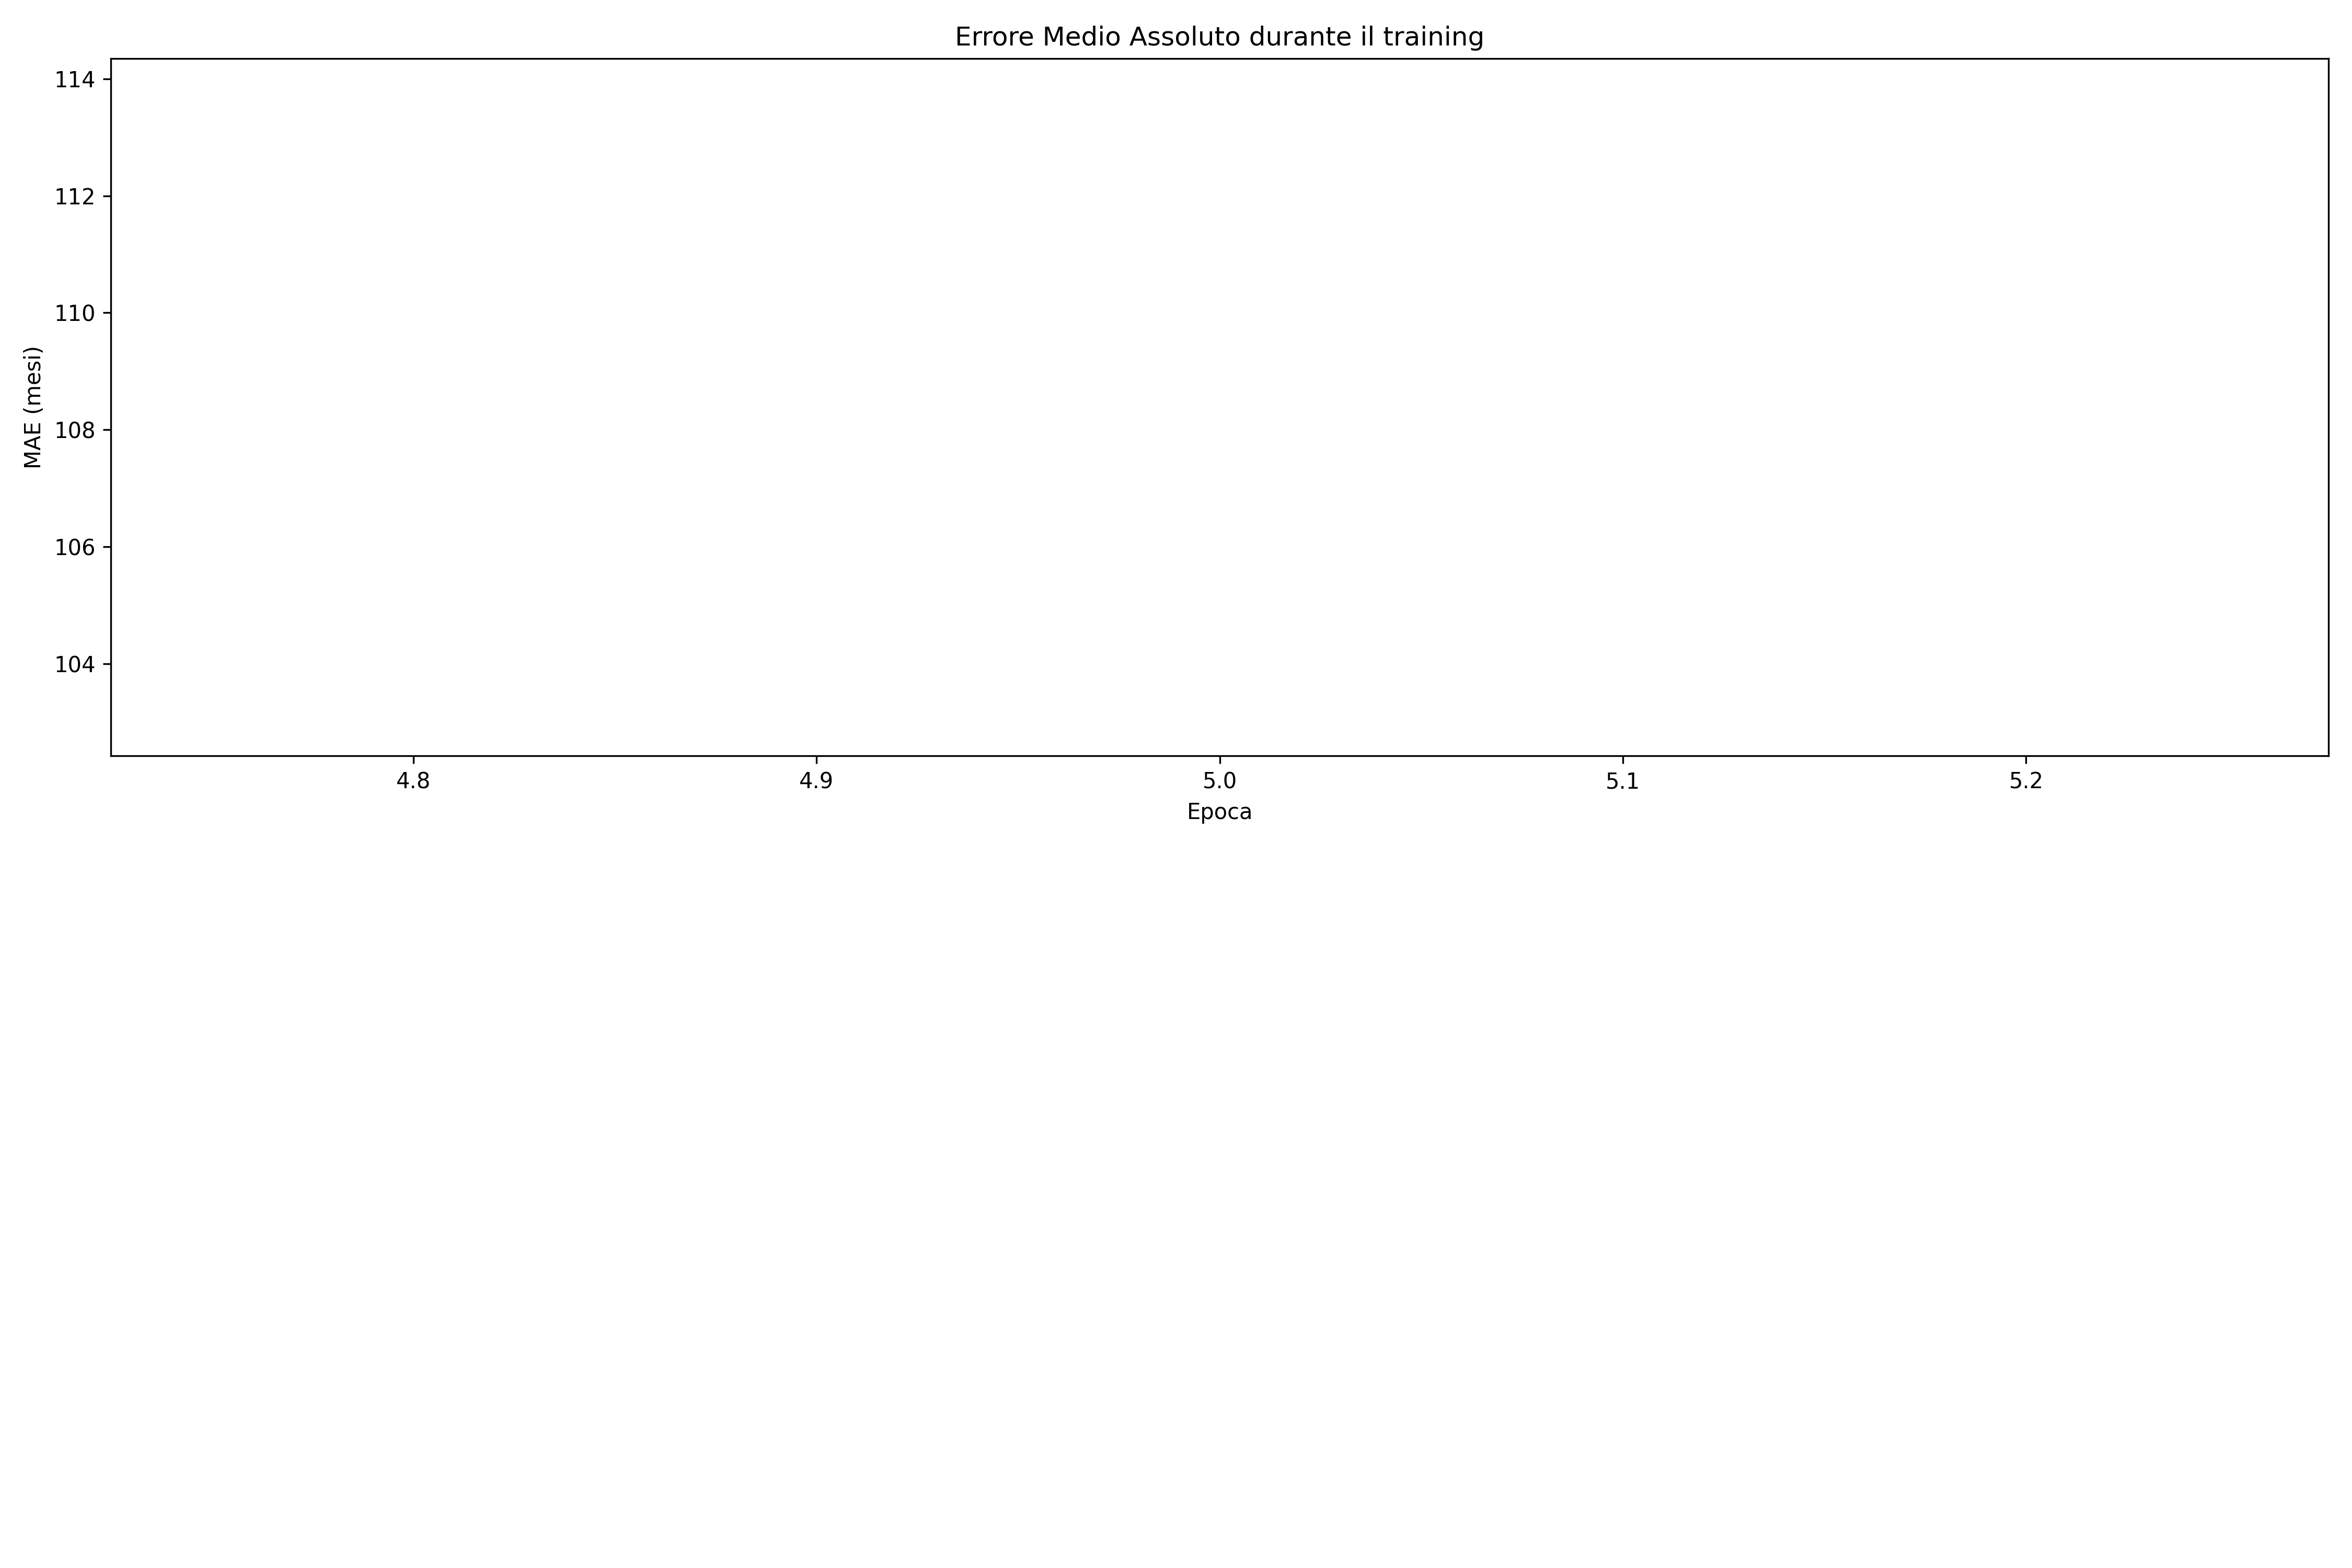 Errore Medio Assoluto durante il training
114
112
110
108
106
104
MAE (mesi)
4.8 4.9 5.0 5.1 5.2
Epoca